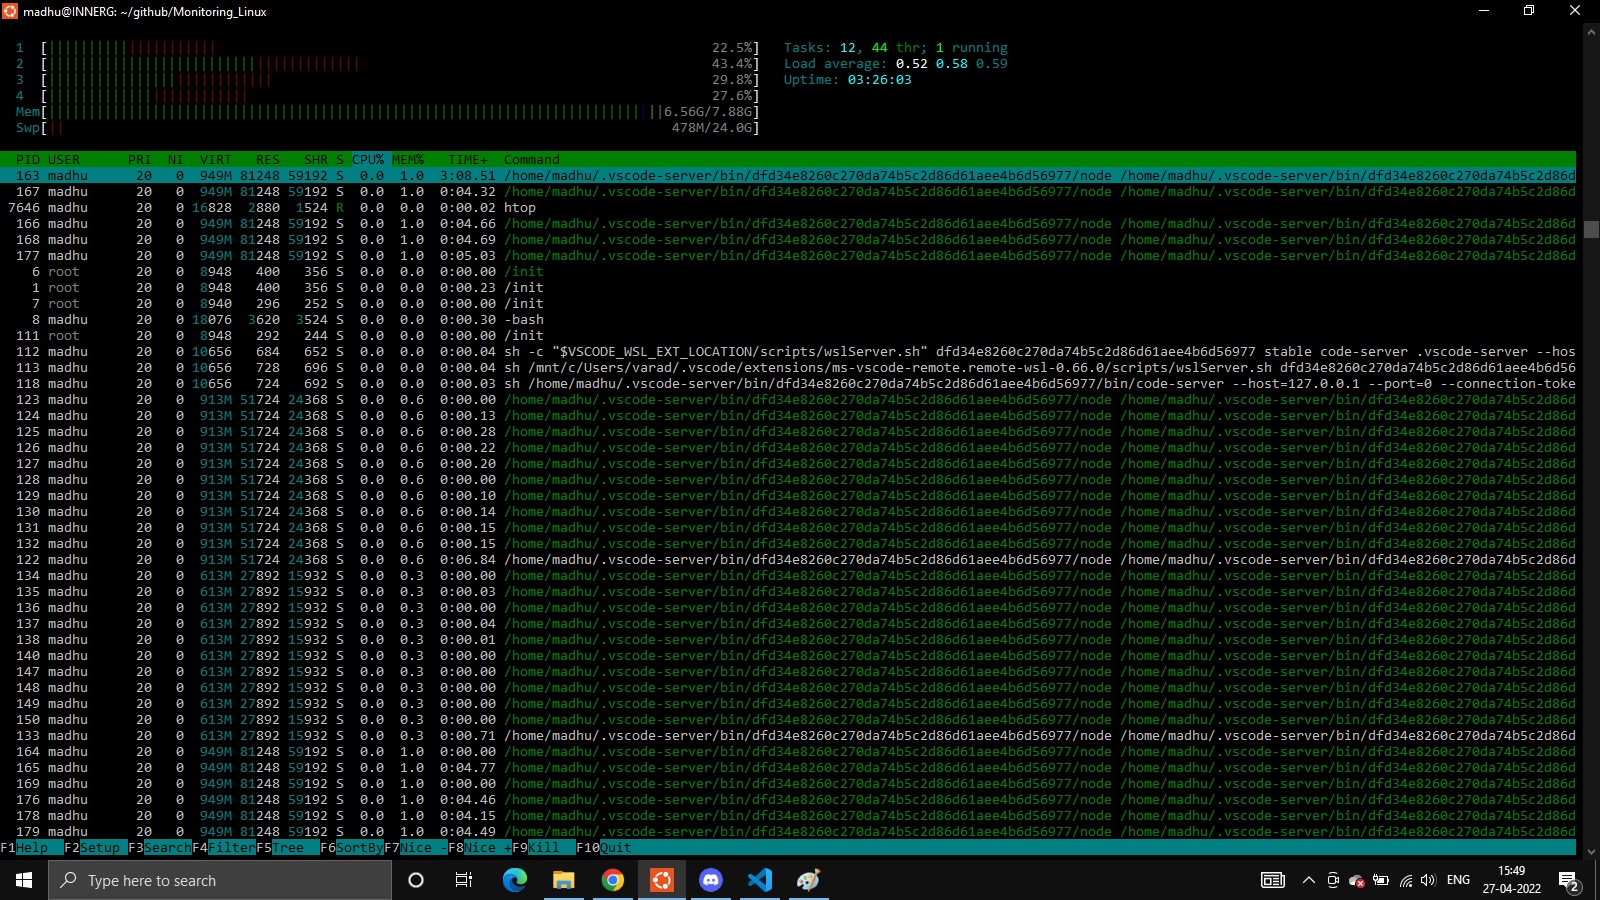 madhu@INNERG: ~/github/Monitoring_Linux
1 [||||||||||||||||||||| 22.5%] Tasks: 12, 44 thr; 1 running
2 [||||||||||||||||||||||||||||||||||||||| 43.4%] Load average: 0.52 0.58 0.59
3 [|||||||||||||||||||||||||||| 29.8%] Uptime: 03:26:03
4 [||||||||||||||||||||||||| 27.6%]
Mem[|||||||||||||||||||||||||||||||||||||||||||||||||||||||||||||||||||||||||||||6.56G/7.88G]
Swp[|| 478M/24.0G]
PID USER PRI NI VIRT RES SHR S CPU% MEM% TIME+ Command
163 madhu 20 0 949M 81248 59192 S 0.0 1.0 3:08.51 /home/madhu/.vscode-server/bin/dfd34e8260c270da74b5c2d86d61aee4b6d56977/node /home/madhu/.vscode-server/bin/dfd34e8260c270da74b5c2d86d
167 madhu 20 0 949M 81248 59192 S 0.0 1.0 0:04.32 /home/madhu/.vscode-server/bin/dfd34e8260c270da74b5c2d86d61aee4b6d56977/node /home/madhu/.vscode-server/bin/dfd34e8260c270da74b5c2d86d
7646 madhu 20 0 16828 2880 1524 R 0.0 0.0 0:00.02 htop
166 madhu 20 0 949M 81248 59192 S 0.0 1.0 0:04.66 /home/madhu/.vscode-server/bin/dfd34e8260c270da74b5c2d86d61aee4b6d56977/node /home/madhu/.vscode-server/bin/dfd34e8260c270da74b5c2d86d
168 madhu 20 0 949M 81248 59192 S 0.0 1.0 0:04.69 /home/madhu/.vscode-server/bin/dfd34e8260c270da74b5c2d86d61aee4b6d56977/node /home/madhu/.vscode-server/bin/dfd34e8260c270da74b5c2d86d
177 madhu 20 0 949M 81248 59192 S 0.0 1.0 0:05.03 /home/madhu/.vscode-server/bin/dfd34e8260c270da74b5c2d86d61aee4b6d56977/node /home/madhu/.vscode-server/bin/dfd34e8260c270da74b5c2d86d
6 root 20 0 8948 400 356 S 0.0 0.0 0:00.00 /init
1 root 20 0 8948 400 356 S 0.0 0.0 0:00.23 /init
7 root 20 0 8940 296 252 S 0.0 0.0 0:00.00 /init
8 madhu 20 0 18076 3620 3524 S 0.0 0.0 0:00.30 -bash
111 root 20 0 8948 292 244 S 0.0 0.0 0:00.00 /init
112 madhu 20 0 10656 684 652 S 0.0 0.0 0:00.04 sh -c "$VSCODE_WSL_EXT_LOCATION/scripts/wslServer.sh" dfd34e8260c270da74b5c2d86d61aee4b6d56977 stable code-server .vscode-server --hos
113 madhu 20 0 10656 728 696 S 0.0 0.0 0:00.04 sh /mnt/c/Users/varad/.vscode/extensions/ms-vscode-remote.remote-wsl-0.66.0/scripts/wslServer.sh dfd34e8260c270da74b5c2d86d61aee4b6d56
118 madhu 20 0 10656 724 692 S 0.0 0.0 0:00.03 sh /home/madhu/.vscode-server/bin/dfd34e8260c270da74b5c2d86d61aee4b6d56977/bin/code-server --host=127.0.0.1 --port=0 --connection-toke
123 madhu 20 0 913M 51724 24368 S 0.0 0.6 0:00.00 /home/madhu/.vscode-server/bin/dfd34e8260c270da74b5c2d86d61aee4b6d56977/node /home/madhu/.vscode-server/bin/dfd34e8260c270da74b5c2d86d
124 madhu 20 0 913M 51724 24368 S 0.0 0.6 0:00.13 /home/madhu/.vscode-server/bin/dfd34e8260c270da74b5c2d86d61aee4b6d56977/node /home/madhu/.vscode-server/bin/dfd34e8260c270da74b5c2d86d
125 madhu 20 0 913M 51724 24368 S 0.0 0.6 0:00.28 /home/madhu/.vscode-server/bin/dfd34e8260c270da74b5c2d86d61aee4b6d56977/node /home/madhu/.vscode-server/bin/dfd34e8260c270da74b5c2d86d
126 madhu 20 0 913M 51724 24368 S 0.0 0.6 0:00.22 /home/madhu/.vscode-server/bin/dfd34e8260c270da74b5c2d86d61aee4b6d56977/node /home/madhu/.vscode-server/bin/dfd34e8260c270da74b5c2d86d
127 madhu 20 0 913M 51724 24368 S 0.0 0.6 0:00.20 /home/madhu/.vscode-server/bin/dfd34e8260c270da74b5c2d86d61aee4b6d56977/node /home/madhu/.vscode-server/bin/dfd34e8260c270da74b5c2d86d
128 madhu 20 0 913M 51724 24368 S 0.0 0.6 0:00.00 /home/madhu/.vscode-server/bin/dfd34e8260c270da74b5c2d86d61aee4b6d56977/node /home/madhu/.vscode-server/bin/dfd34e8260c270da74b5c2d86d
129 madhu 20 0 913M 51724 24368 S 0.0 0.6 0:00.10 /home/madhu/.vscode-server/bin/dfd34e8260c270da74b5c2d86d61aee4b6d56977/node /home/madhu/.vscode-server/bin/dfd34e8260c270da74b5c2d86d
130 madhu 20 0 913M 51724 24368 S 0.0 0.6 0:00.14 /home/madhu/.vscode-server/bin/dfd34e8260c270da74b5c2d86d61aee4b6d56977/node /home/madhu/.vscode-server/bin/dfd34e8260c270da74b5c2d86d
131 madhu 20 0 913M 51724 24368 S 0.0 0.6 0:00.15 /home/madhu/.vscode-server/bin/dfd34e8260c270da74b5c2d86d61aee4b6d56977/node /home/madhu/.vscode-server/bin/dfd34e8260c270da74b5c2d86d
132 madhu 20 0 913M 51724 24368 S 0.0 0.6 0:00.15 /home/madhu/.vscode-server/bin/dfd34e8260c270da74b5c2d86d61aee4b6d56977/node /home/madhu/.vscode-server/bin/dfd34e8260c270da74b5c2d86d
122 madhu 20 0 913M 51724 24368 S 0.0 0.6 0:06.84 /home/madhu/.vscode-server/bin/dfd34e8260c270da74b5c2d86d61aee4b6d56977/node /home/madhu/.vscode-server/bin/dfd34e8260c270da74b5c2d86d
134 madhu 20 0 613M 27892 15932 S 0.0 0.3 0:00.00 /home/madhu/.vscode-server/bin/dfd34e8260c270da74b5c2d86d61aee4b6d56977/node /home/madhu/.vscode-server/bin/dfd34e8260c270da74b5c2d86d
135 madhu 20 0 613M 27892 15932 S 0.0 0.3 0:00.03 /home/madhu/.vscode-server/bin/dfd34e8260c270da74b5c2d86d61aee4b6d56977/node /home/madhu/.vscode-server/bin/dfd34e8260c270da74b5c2d86d
136 madhu 20 0 613M 27892 15932 S 0.0 0.3 0:00.00 /home/madhu/.vscode-server/bin/dfd34e8260c270da74b5c2d86d61aee4b6d56977/node /home/madhu/.vscode-server/bin/dfd34e8260c270da74b5c2d86d
137 madhu 20 0 613M 27892 15932 S 0.0 0.3 0:00.04 /home/madhu/.vscode-server/bin/dfd34e8260c270da74b5c2d86d61aee4b6d56977/node /home/madhu/.vscode-server/bin/dfd34e8260c270da74b5c2d86d
138 madhu 20 0 613M 27892 15932 S 0.0 0.3 0:00.01 /home/madhu/.vscode-server/bin/dfd34e8260c270da74b5c2d86d61aee4b6d56977/node /home/madhu/.vscode-server/bin/dfd34e8260c270da74b5c2d86d
140 madhu 20 0 613M 27892 15932 S 0.0 0.3 0:00.00 /home/madhu/.vscode-server/bin/dfd34e8260c270da74b5c2d86d61aee4b6d56977/node /home/madhu/.vscode-server/bin/dfd34e8260c270da74b5c2d86d
147 madhu 20 0 613M 27892 15932 S 0.0 0.3 0:00.00 /home/madhu/.vscode-server/bin/dfd34e8260c270da74b5c2d86d61aee4b6d56977/node /home/madhu/.vscode-server/bin/dfd34e8260c270da74b5c2d86d
148 madhu 20 0 613M 27892 15932 S 0.0 0.3 0:00.00 /home/madhu/.vscode-server/bin/dfd34e8260c270da74b5c2d86d61aee4b6d56977/node /home/madhu/.vscode-server/bin/dfd34e8260c270da74b5c2d86d
149 madhu 20 0 613M 27892 15932 S 0.0 0.3 0:00.00 /home/madhu/.vscode-server/bin/dfd34e8260c270da74b5c2d86d61aee4b6d56977/node /home/madhu/.vscode-server/bin/dfd34e8260c270da74b5c2d86d
150 madhu 20 0 613M 27892 15932 S 0.0 0.3 0:00.00 /home/madhu/.vscode-server/bin/dfd34e8260c270da74b5c2d86d61aee4b6d56977/node /home/madhu/.vscode-server/bin/dfd34e8260c270da74b5c2d86d
133 madhu 20 0 613M 27892 15932 S 0.0 0.3 0:00.71 /home/madhu/.vscode-server/bin/dfd34e8260c270da74b5c2d86d61aee4b6d56977/node /home/madhu/.vscode-server/bin/dfd34e8260c270da74b5c2d86d
164 madhu 20 0 949M 81248 59192 S 0.0 1.0 0:00.00 /home/madhu/.vscode-server/bin/dfd34e8260c270da74b5c2d86d61aee4b6d56977/node /home/madhu/.vscode-server/bin/dfd34e8260c270da74b5c2d86d
165 madhu 20 0 949M 81248 59192 S 0.0 1.0 0:04.77 /home/madhu/.vscode-server/bin/dfd34e8260c270da74b5c2d86d61aee4b6d56977/node /home/madhu/.vscode-server/bin/dfd34e8260c270da74b5c2d86d
169 madhu 20 0 949M 81248 59192 S 0.0 1.0 0:00.00 /home/madhu/.vscode-server/bin/dfd34e8260c270da74b5c2d86d61aee4b6d56977/node /home/madhu/.vscode-server/bin/dfd34e8260c270da74b5c2d86d
176 madhu 20 0 949M 81248 59192 S 0.0 1.0 0:04.46 /home/madhu/.vscode-server/bin/dfd34e8260c270da74b5c2d86d61aee4b6d56977/node /home/madhu/.vscode-server/bin/dfd34e8260c270da74b5c2d86d
178 madhu 20 0 949M 81248 59192 S 0.0 1.0 0:04.15 /home/madhu/.vscode-server/bin/dfd34e8260c270da74b5c2d86d61aee4b6d56977/node /home/madhu/.vscode-server/bin/dfd34e8260c270da74b5c2d86d
179 madhu 20 0 949M 81248 59192 S 0.0 1.0 0:04.49 /home/madhu/.vscode-server/bin/dfd34e8260c270da74b5c2d86d61aee4b6d56977/node /home/madhu/.vscode-server/bin/dfd34e8260c270da74b5c2d86d
F1Help F2Setup F3SearchF4FilterF5Tree F6SortByF7Nice -F8Nice +F9Kill F10Quit
Type here to search
ENG
15:49
27-04-2022
2